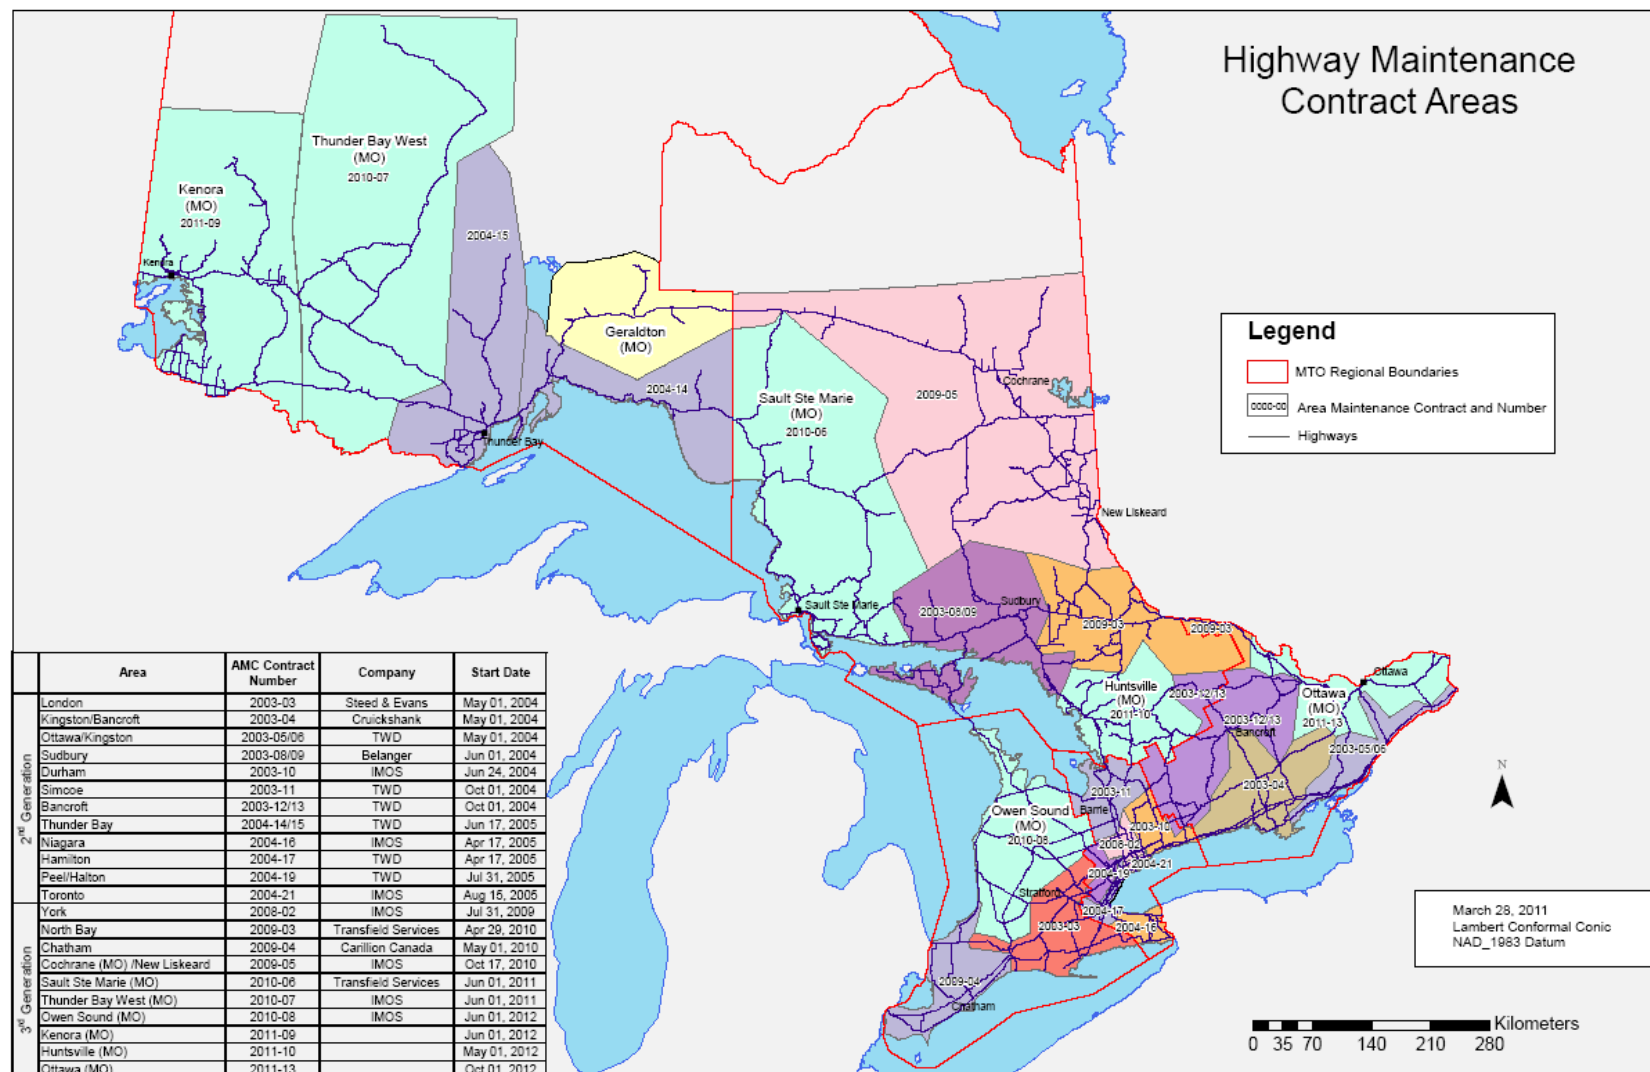 Highway Maintenance
Contract Areas
Thunder Bay West
(MO)
2010-07
Kenora
(MO)
2011-09
Kenora
2004-15
Geraldton
(MO)
2004-14
Thunder Bay
Sault Ste Marie
(MO)
2010-06
2009-05
Cochrane
New Liskeard
Legend
MTO Regional Boundaries
0000-00 Area Maintenance Contract and Number
Highways
Sault Ste Marie
2003-08/09
Sudbury
2009-03
2009-03
Huntsville
(MO)
2011-10
2003-12/13
2003-12/13
Bancroft
Ottawa
(MO)
2011-13
Ottawa
2003-05/06
2003-04
2003-11
Barrie
2003-10
2008-02
2004-21
2004-19
Owen Sound
(MO)
2010-08
Stratford
2004-17
2003-03
2004-16
2009-04
Chatham
N
March 28, 2011
Lambert Conformal Conic
NAD_1983 Datum
Kilometers
0 35 70 140 210 280
Area AMC Contract Number Company Start Date
2nd Generation
London 2003-03 Steed & Evans May 01, 2004
Kingston/Bancroft 2003-04 Cruickshank May 01, 2004
Ottawa/Kingston 2003-05/06 TWD May 01, 2004
Sudbury 2003-08/09 Belanger Jun 01, 2004
Durham 2003-10 IMOS Jun 24, 2004
Simcoe 2003-11 TWD Oct 01, 2004
Bancroft 2003-12/13 TWD Oct 01, 2004
Thunder Bay 2004-14/15 TWD Jun 17, 2005
Niagara 2004-16 IMOS Apr 17, 2005
Hamilton 2004-17 TWD Apr 17, 2005
Peel/Halton 2004-19 TWD Jul 31, 2005
Toronto 2004-21 IMOS Aug 15, 2005
3rd Generation
York 2008-02 IMOS Jul 31, 2009
North Bay 2009-03 Transfield Services Apr 29, 2010
Chatham 2009-04 Carillion Canada May 01, 2010
Cochrane (MO) /New Liskeard 2009-05 IMOS Oct 17, 2010
Sault Ste Marie (MO) 2010-06 Transfield Services Jun 01, 2011
Thunder Bay West (MO) 2010-07 IMOS Jun 01, 2011
Owen Sound (MO) 2010-08 IMOS Jun 01, 2012
Kenora (MO) 2011-09 Jun 01, 2012
Huntsville (MO) 2011-10 May 01, 2012
Ottawa (MO) 2011-13 Oct 01, 2012